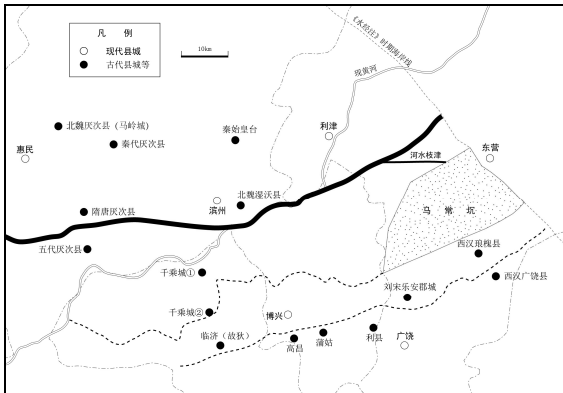 凡 例
现代县城
古代县城等
10km
《水经注》时期海岸线
现黄河
北魏厌次县（马岭城）
秦代厌次县
惠民
秦始皇台
利津
东营
河水枝津
马常坑
隋唐厌次县
滨州
北魏湿沃县
五代厌次县
千乘城①
西汉琅槐县
西汉广饶县
刘宋乐安郡城
千乘城②
博兴
临济（故狄）
高昌
蒲姑
利县
广饶